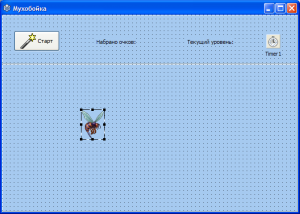 Мухобойка
Старт
Набрано очков:
Текущий уровень:
Timer1